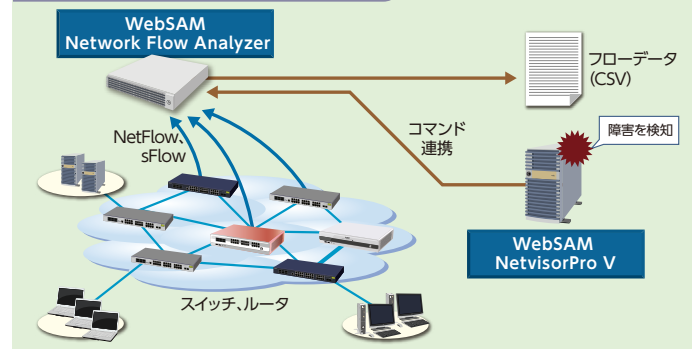 WebSAM
Network Flow Analyzer
フローデータ
(CSV)
コマンド
連携
障害を検知
NetFlow、
sFlow
WebSAM
NetvisorPro V
スイッチ、ルータ